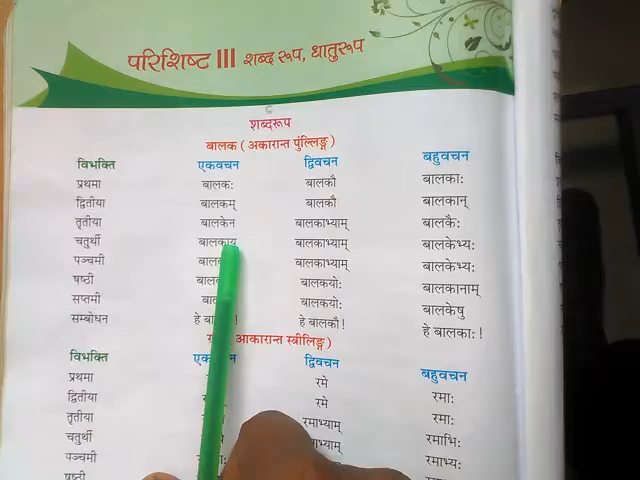 परिशिष्ट III शब्द रूप, धातुरूप
शब्दरूप
बालक ( अकारान्त पुंल्लिङ्ग )
विभक्ति एकवचन द्विवचन बहुवचन
प्रथमा बालकः बालकौ बालकाः
द्वितीया बालकम् बालकौ बालकान्
तृतीया बालकेन बालकाभ्याम् बालकैः
चतुर्थी बालकाय बालकाभ्याम् बालकेभ्यः
पञ्चमी बालकाभ्याम् बालकेभ्यः
षष्ठी बालकयोः बालकानाम्
सप्तमी बालकयोः बालकेषु
सम्बोधन हे ! हे बालकौ ! हे बालकाः !
आकारान्त स्त्रीलिङ्ग )
विभक्ति द्विवचन बहुवचन
प्रथमा रमे रमाः
द्वितीया रमे रमाः
तृतीया रमाभ्याम् रमाभिः
चतुर्थी रमाभ्यः
पञ्चमी